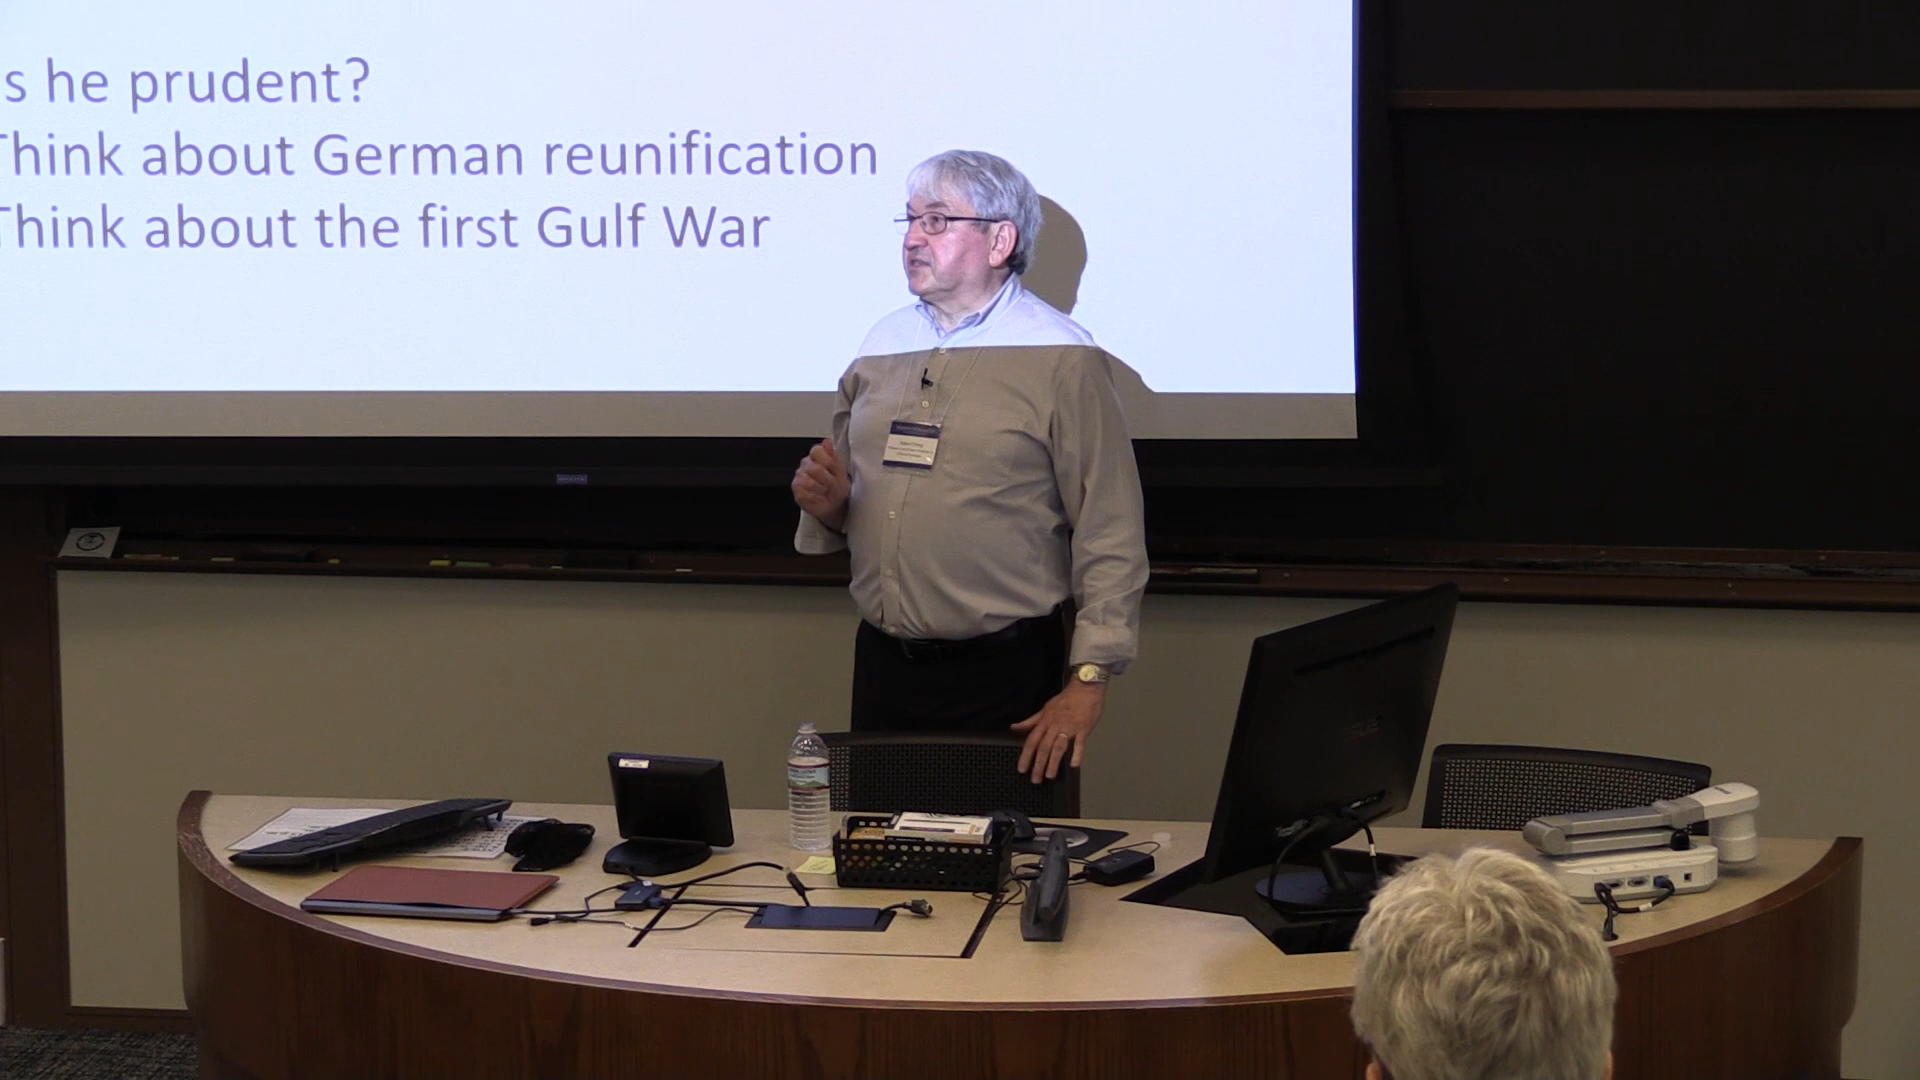 s he prudent?
Think about German reunification
Think about the first Gulf War